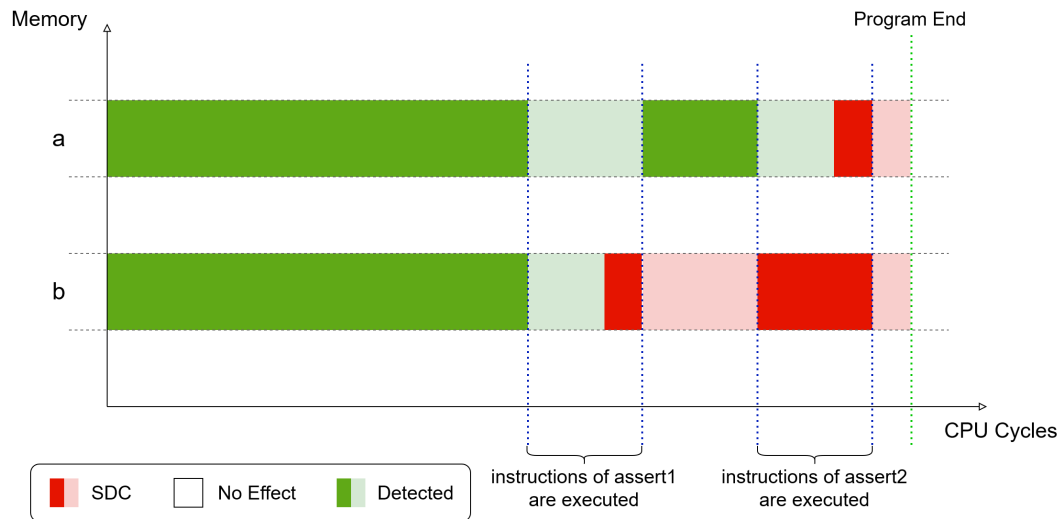 Memory
Program End
a
b
CPU Cycles
instructions of assert1
are executed
instructions of assert2
are executed
SDC
No Effect
Detected